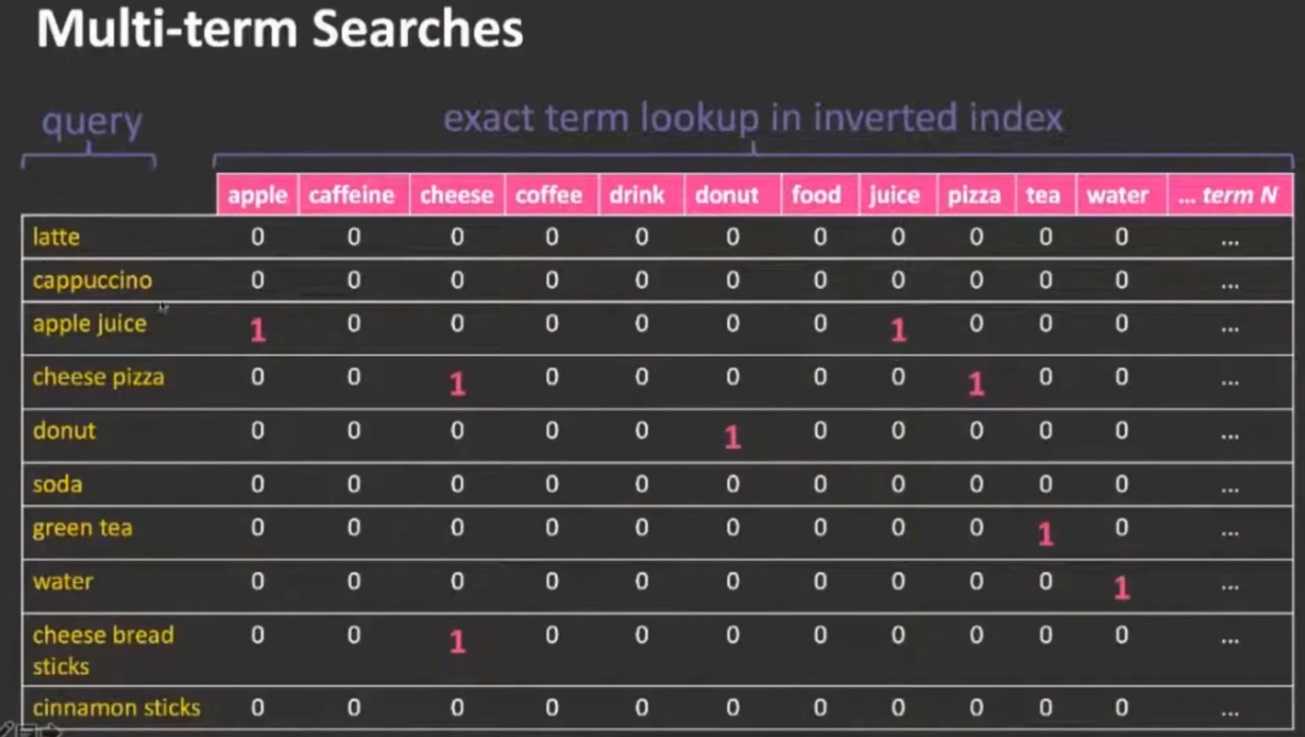 Multi-term Searches
query
exact term lookup in inverted index
apple caffeine cheese coffee drink donut food juice pizza tea water ... term N
latte 0 0 0 0 0 0 0 0 0 0 0 ...
cappuccino 0 0 0 0 0 0 0 0 0 0 0 ...
apple juice 1 0 0 0 0 0 0 1 0 0 0 ...
cheese pizza 0 0 1 0 0 0 0 0 1 0 0 ...
donut 0 0 0 0 0 1 0 0 0 0 0 ...
soda 0 0 0 0 0 0 0 0 0 0 0 ...
green tea 0 0 0 0 0 0 0 0 0 1 0 ...
water 0 0 0 0 0 0 0 0 0 0 1 ...
cheese bread 0 0 1 0 0 0 0 0 0 0 0 ...
sticks
cinnamon sticks 0 0 0 0 0 0 0 0 0 0 0 ...